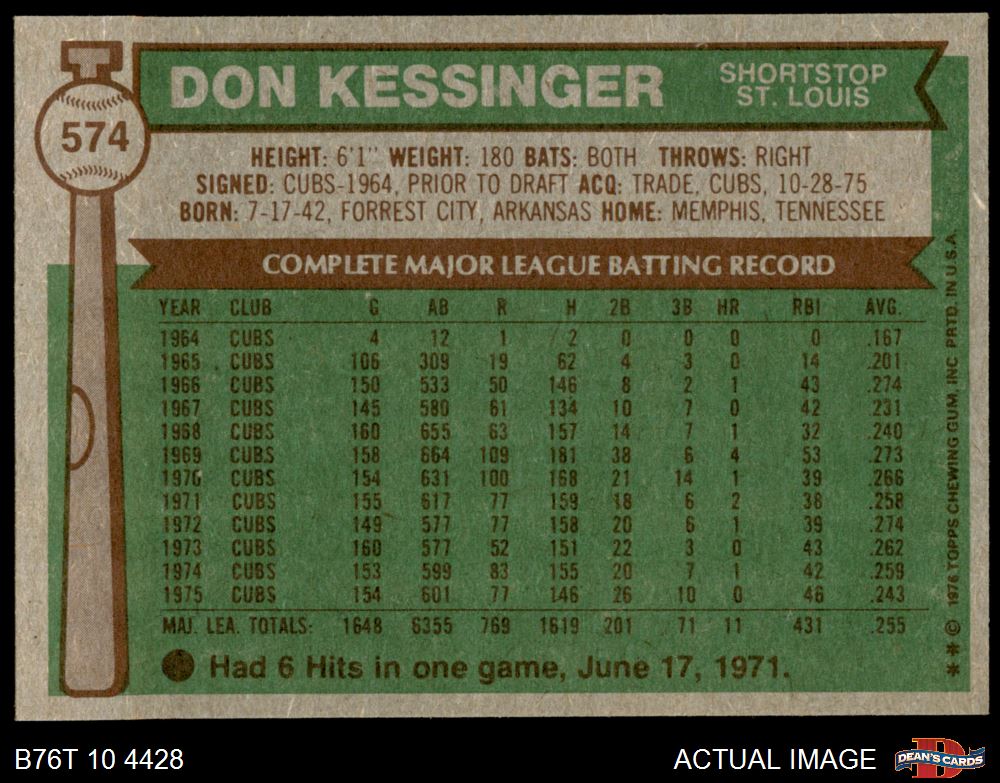 574
DON KESSINGER
SHORTSTOP
ST. LOUIS
HEIGHT: 6'1" WEIGHT: 180 BATS: BOTH THROWS: RIGHT
SIGNED: CUBS-1964, PRIOR TO DRAFT ACQ: TRADE, CUBS, 10-28-75
BORN: 7-17-42, FORREST CITY, ARKANSAS HOME: MEMPHIS, TENNESSEE
COMPLETE MAJOR LEAGUE BATTING RECORD
YEAR CLUB G AB R H 2B 3B HR RBI AVG.
1964 CUBS 4 12 1 2 0 0 0 0 .167
1965 CUBS 106 309 19 62 4 3 0 14 .201
1966 CUBS 150 533 50 146 8 2 1 43 .274
1967 CUBS 145 580 61 134 10 7 0 42 .231
1968 CUBS 160 655 63 157 14 7 1 32 .240
1969 CUBS 158 664 109 181 38 6 4 53 .273
1970 CUBS 154 631 100 168 21 14 1 39 .266
1971 CUBS 155 617 77 159 18 6 2 38 .258
1972 CUBS 149 577 77 158 20 6 1 39 .274
1973 CUBS 160 577 52 151 22 3 0 43 .262
1974 CUBS 153 599 83 155 20 7 1 42 .259
1975 CUBS 154 601 77 146 26 10 0 46 .243
MAJ. LEA. TOTALS: 1648 6355 769 1619 201 71 11 431 .255
Had 6 Hits in one game, June 17, 1971.
*** © 1976 TOPPS CHEWING GUM, INC PRTD. IN U.S.A.
B76T 10 4428
ACTUAL IMAGE
D
DEAN'S CARDS